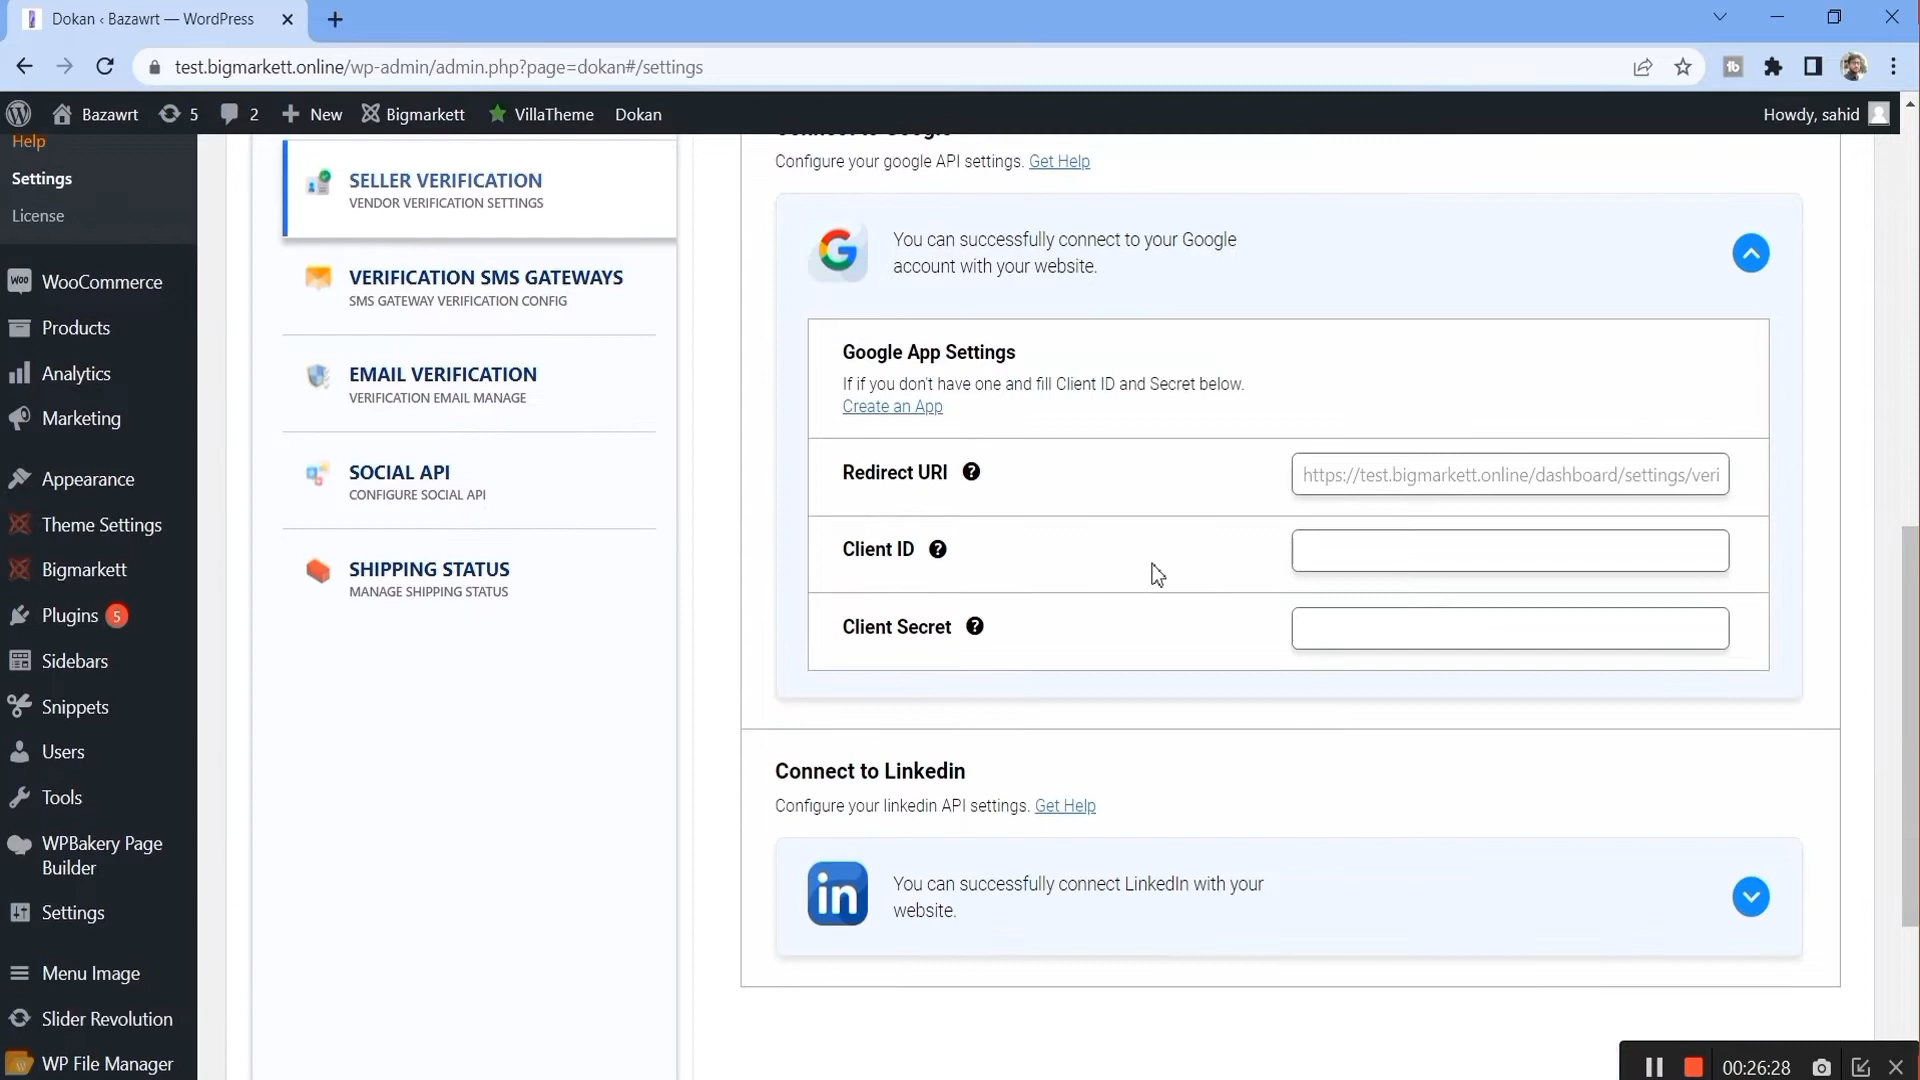 Dokan ‹ Bazawrt — WordPress
test.bigmarkett.online/wp-admin/admin.php?page=dokan#/settings
Bazawrt
5
2
New
Bigmarkett
VillaTheme
Dokan
Howdy, sahid
Help
Settings
License
WooCommerce
Products
Analytics
Marketing
Appearance
Theme Settings
Bigmarkett
Plugins 5
Sidebars
Snippets
Users
Tools
WPBakery Page
Builder
Settings
Menu Image
Slider Revolution
WP File Manager
SELLER VERIFICATION
VENDOR VERIFICATION SETTINGS
VERIFICATION SMS GATEWAYS
SMS GATEWAY VERIFICATION CONFIG
EMAIL VERIFICATION
VERIFICATION EMAIL MANAGE
SOCIAL API
CONFIGURE SOCIAL API
SHIPPING STATUS
MANAGE SHIPPING STATUS
Connect to Google
Configure your google API settings. Get Help
You can successfully connect to your Google
account with your website.
Google App Settings
If if you don't have one and fill Client ID and Secret below.
Create an App
Redirect URI
https://test.bigmarkett.online/dashboard/settings/veri
Client ID
Client Secret
Connect to Linkedin
Configure your linkedin API settings. Get Help
You can successfully connect LinkedIn with your
website.
00:26:28